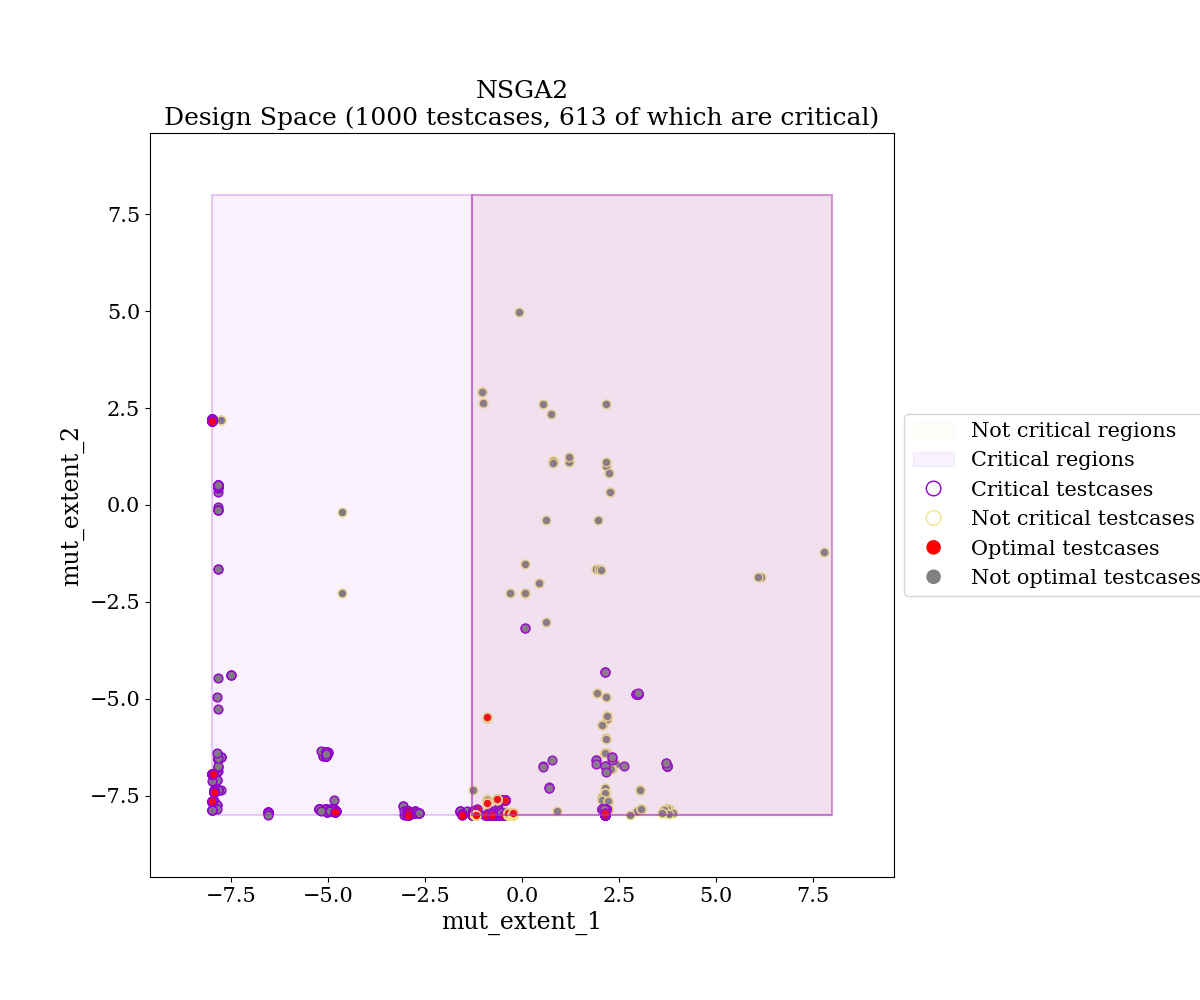 NSGA2
Design Space (1000 testcases, 613 of which are critical)
7.5
5.0
2.5
0.0
−2.5
−5.0
−7.5
mut_extent_2
−7.5
−5.0
−2.5
0.0
2.5
5.0
7.5
mut_extent_1
Not critical regions
Critical regions
Critical testcases
Not critical testcases
Optimal testcases
Not optimal testcases